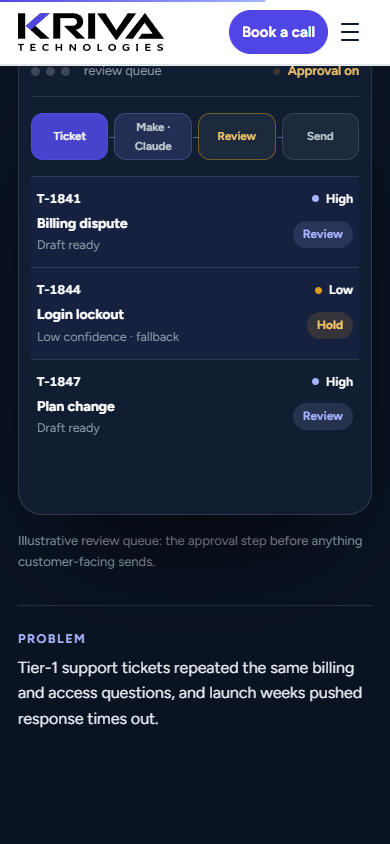 KRIVA
TECHNOLOGIES
Book a call
review queue
Approval on
Ticket
Make ·
Claude
Review
Send
T-1841
High
Billing dispute
Review
Draft ready
T-1844
Low
Login lockout
Hold
Low confidence · fallback
T-1847
High
Plan change
Review
Draft ready
Illustrative review queue: the approval step before anything
customer-facing sends.
PROBLEM
Tier-1 support tickets repeated the same billing
and access questions, and launch weeks pushed
response times out.